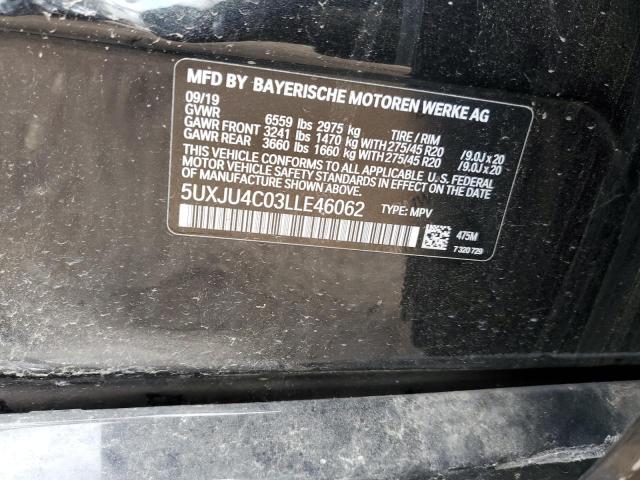 MFD BY BAYERISCHE MOTOREN WERKE AG
09/19
GVWR 6559 lbs 2975 kg TIRE / RIM
GAWR FRONT 3241 lbs 1470 kg WITH 275/45 R20 /9.0J x 20
GAWR REAR 3660 lbs 1660 kg WITH 275/45 R20 /9.0J x 20
THIS VEHICLE CONFORMS TO ALL APPLICABLE U.S. FEDERAL
MOTOR VEHICLE SAFETY STANDARDS IN EFFECT ON THE DATE OF
MANUFACTURE SHOWN ABOVE.
5UXJU4C03LLE46062 TYPE: MPV
475M
7 320 729